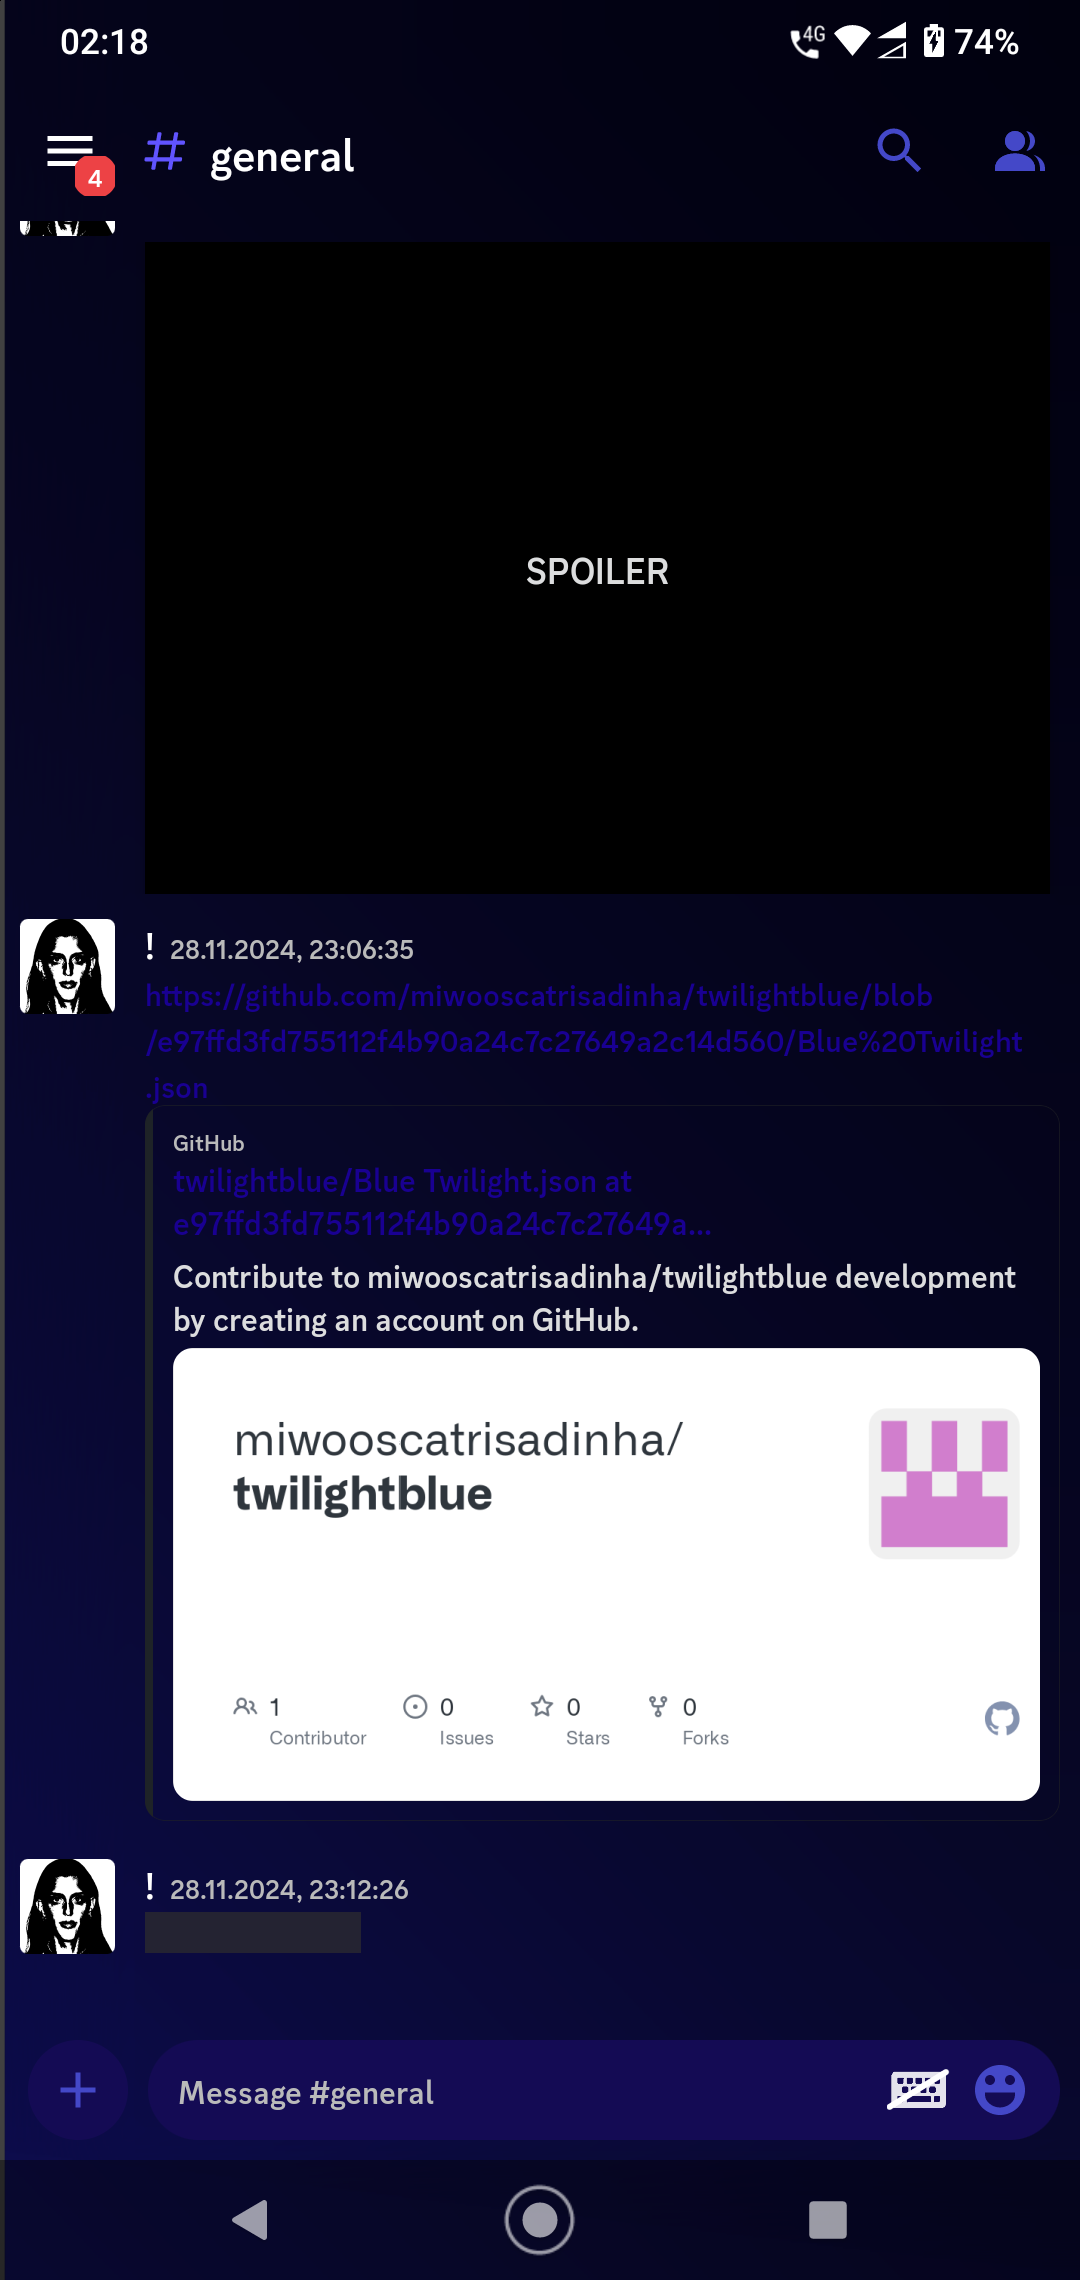 02:18
4G
74%
4
# general
SPOILER
! 28.11.2024, 23:06:35
https://github.com/miwooscatrisadinha/twilightblue/blob
/e97ffd3fd755112f4b90a24c7c27649a2c14d560/Blue%20Twilight
.json
GitHub
twilightblue/Blue Twilight.json at
e97ffd3fd755112f4b90a24c7c27649a...
Contribute to miwooscatrisadinha/twilightblue development
by creating an account on GitHub.
miwooscatrisadinha/
twilightblue
1 0 0 0
Contributor Issues Stars Forks
! 28.11.2024, 23:12:26
Message #general